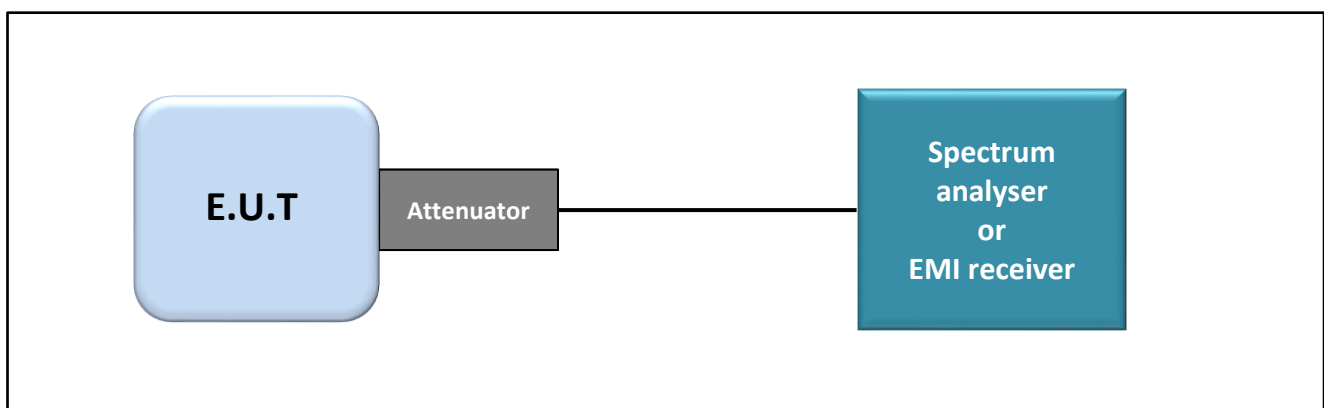 E.U.T
Attenuator
Spectrum
analyser
or
EMI receiver